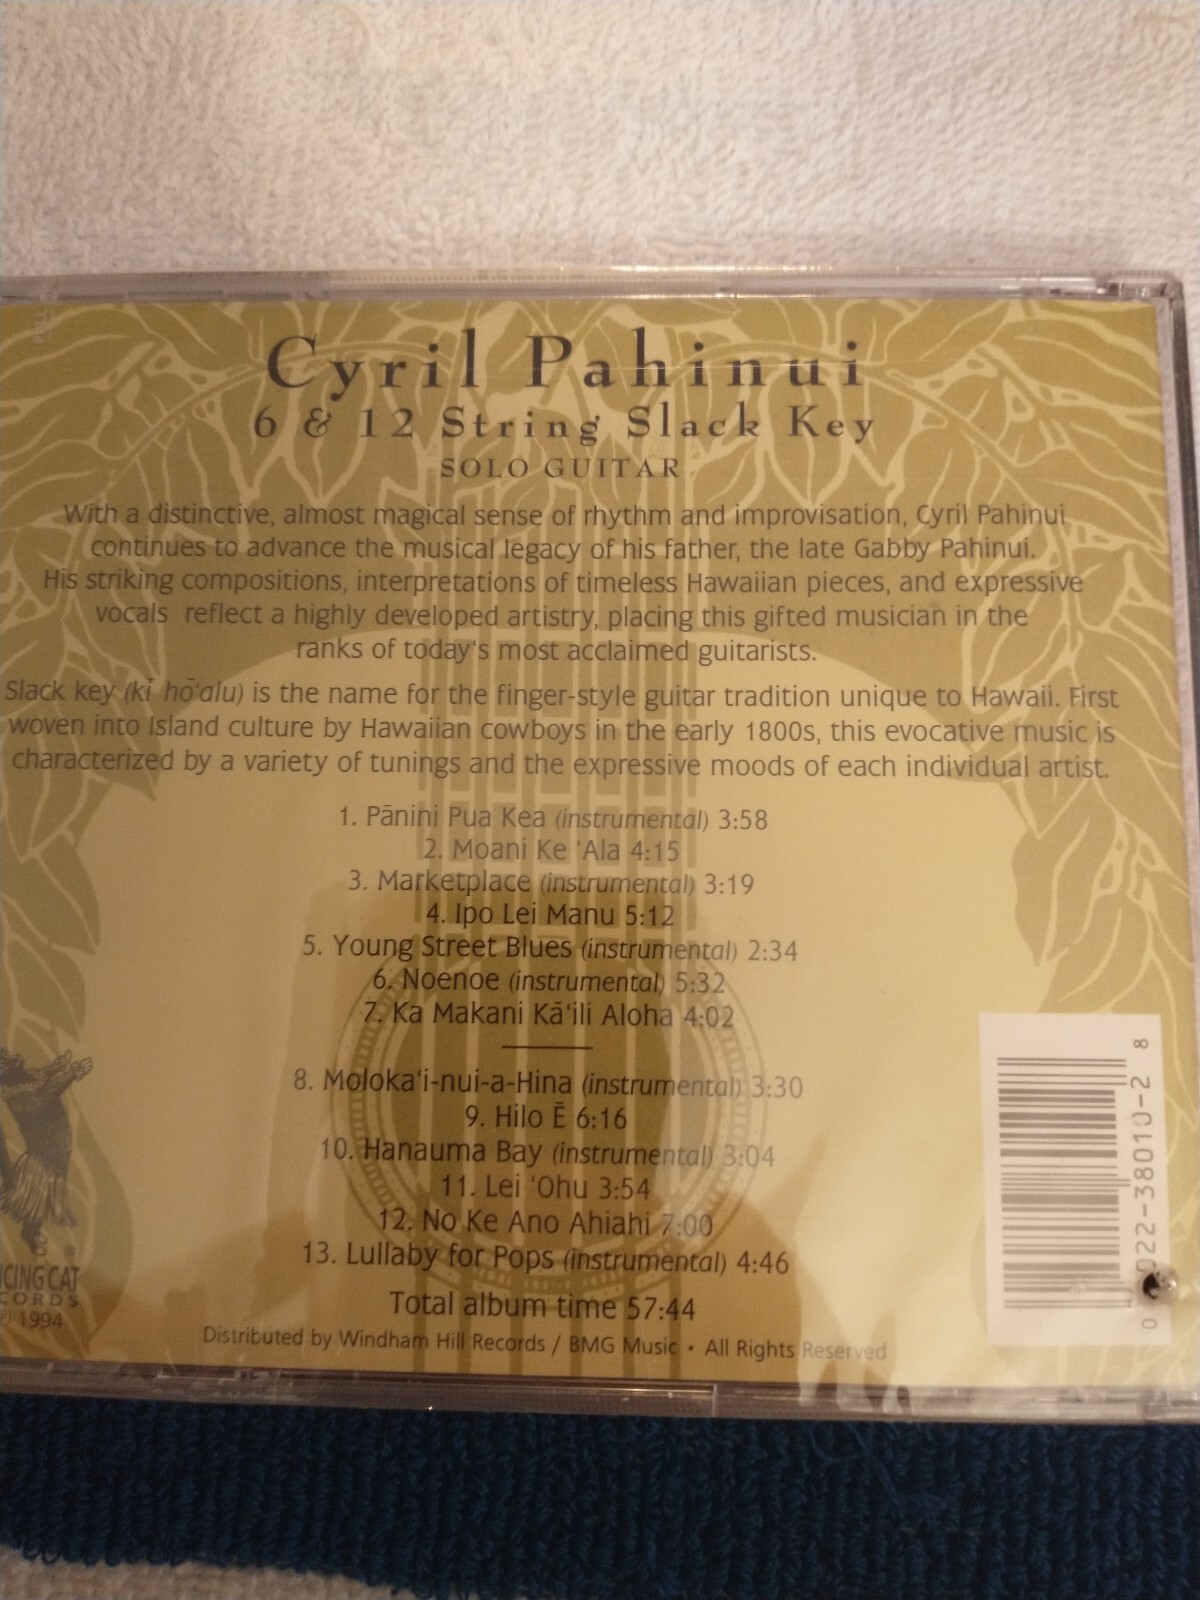 Cyril Pahinui
6 & 12 String Slack Key
SOLO GUITAR
With a distinctive, almost magical sense of rhythm and improvisation, Cyril Pahinui
continues to advance the musical legacy of his father, the late Gabby Pahinui.
His striking compositions, interpretations of timeless Hawaiian pieces, and expressive
vocals reflect a highly developed artistry, placing this gifted musician in the
ranks of today's most acclaimed guitarists.
Slack key (kī hō‘alu) is the name for the finger-style guitar tradition unique to Hawaii. First
woven into Island culture by Hawaiian cowboys in the early 1800s, this evocative music is
characterized by a variety of tunings and the expressive moods of each individual artist.
1. Pānini Pua Kea (instrumental) 3:58
2. Moani Ke ‘Ala 4:15
3. Marketplace (instrumental) 3:19
4. Ipo Lei Manu 5:12
5. Young Street Blues (instrumental) 2:34
6. Noenoe (instrumental) 5:32
7. Ka Makani Kā‘ili Aloha 4:02
8. Moloka‘i-nui-a-Hina (instrumental) 3:30
9. Hilo Ē 6:16
10. Hanauma Bay (instrumental) 3:04
11. Lei ‘Ohu 3:54
12. No Ke Ano Ahiahi 7:00
13. Lullaby for Pops (instrumental) 4:46
Total album time 57:44
Distributed by Windham Hill Records / BMG Music • All Rights Reserved
ICING CAT
CORDS
℗ 1994
0 022-38010-2 8